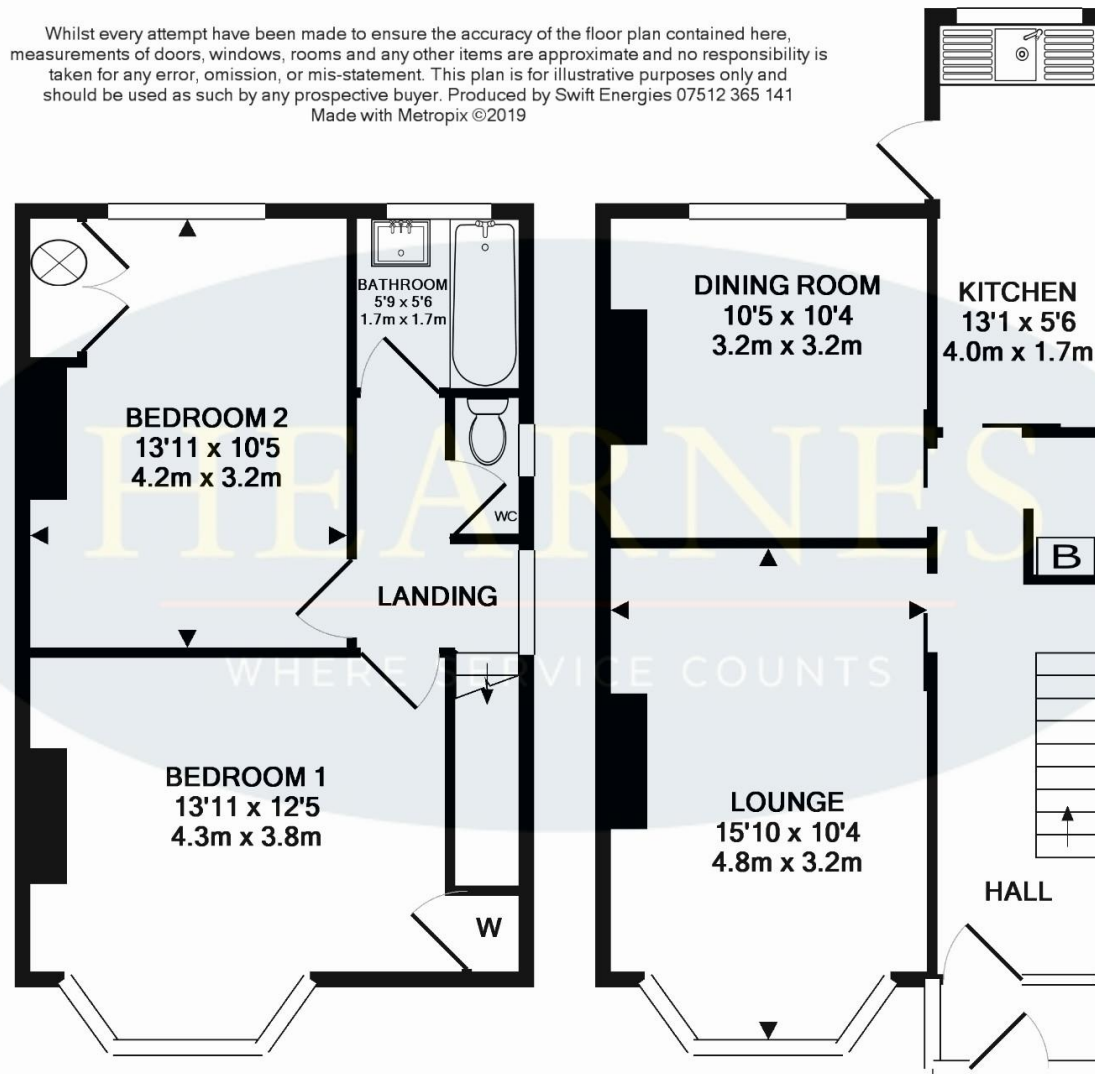 Whilst every attempt have been made to ensure the accuracy of the floor plan contained here,
measurements of doors, windows, rooms and any other items are approximate and no responsibility is
taken for any error, omission, or mis-statement. This plan is for illustrative purposes only and
should be used as such by any prospective buyer. Produced by Swift Energies 07512 365 141
Made with Metropix ©2019
BATHROOM
5'9 x 5'6
1.7m x 1.7m
BEDROOM 2
13'11 x 10'5
4.2m x 3.2m
WC
LANDING
BEDROOM 1
13'11 x 12'5
4.3m x 3.8m
W
DINING ROOM
10'5 x 10'4
3.2m x 3.2m
KITCHEN
13'1 x 5'6
4.0m x 1.7m
B
LOUNGE
15'10 x 10'4
4.8m x 3.2m
HALL
HEARNES
WHERE SERVICE COUNTS